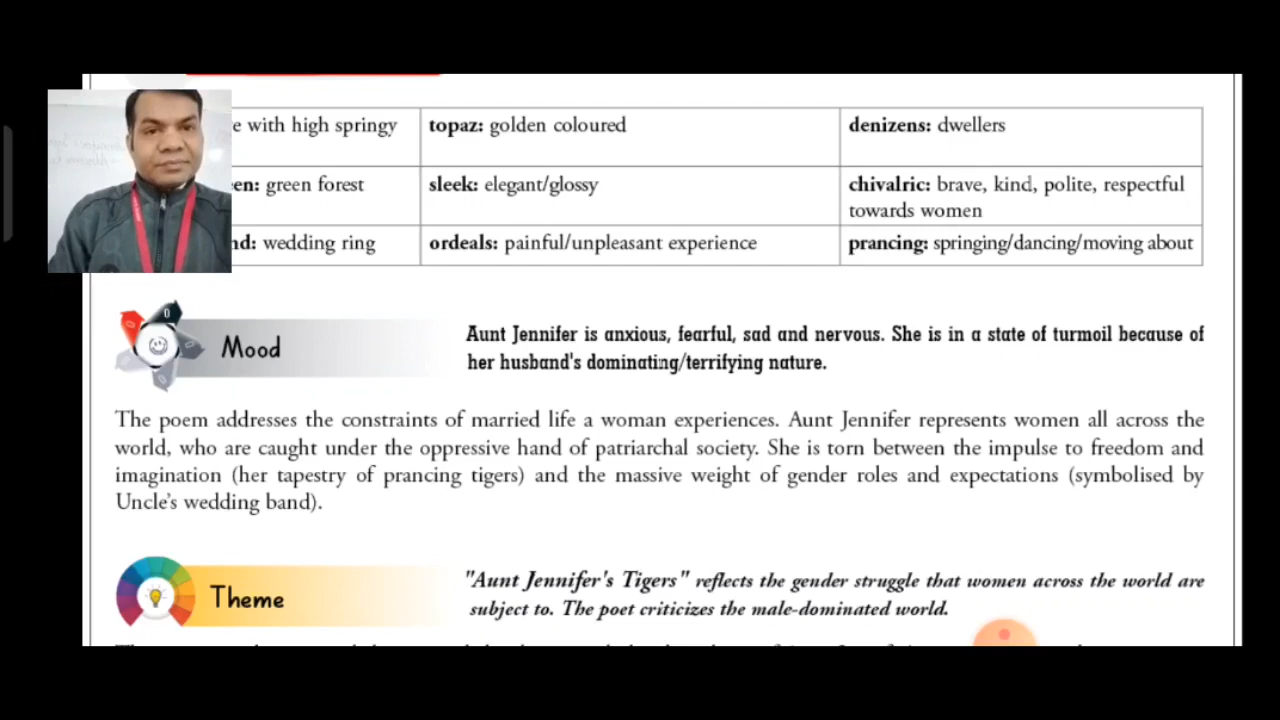 e with high springy topaz: golden coloured denizens: dwellers
en: green forest sleek: elegant/glossy chivalric: brave, kind, polite, respectful
towards women
nd: wedding ring ordeals: painful/unpleasant experience prancing: springing/dancing/moving about
Mood
Aunt Jennifer is anxious, fearful, sad and nervous. She is in a state of turmoil because of
her husband's dominating/terrifying nature.
The poem addresses the constraints of married life a woman experiences. Aunt Jennifer represents women all across the
world, who are caught under the oppressive hand of patriarchal society. She is torn between the impulse to freedom and
imagination (her tapestry of prancing tigers) and the massive weight of gender roles and expectations (symbolised by
Uncle's wedding band).
Theme
"Aunt Jennifer's Tigers" reflects the gender struggle that women across the world are
subject to. The poet criticizes the male-dominated world.